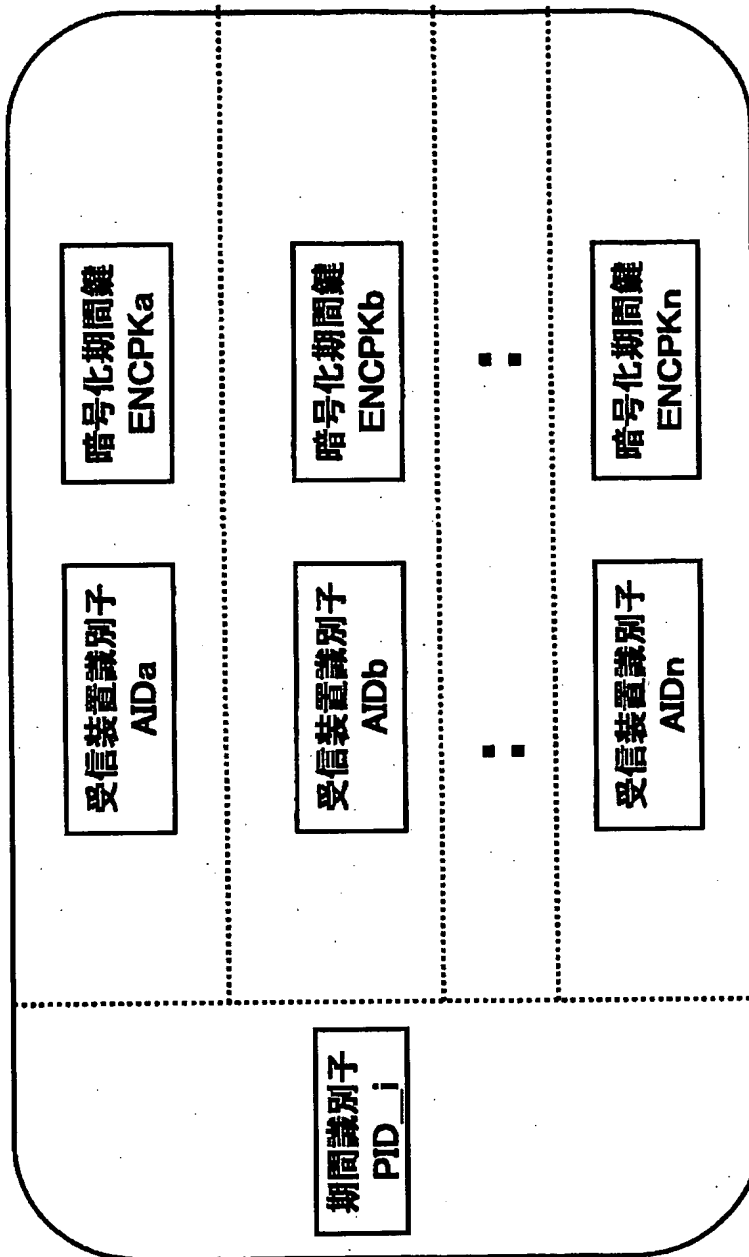 期間識別子
PID_i
受信装置識別子
AIDa
暗号化期間鍵
ENCPKa
受信装置識別子
AIDb
暗号化期間鍵
ENCPKb
受信装置識別子
AIDn
暗号化期間鍵
ENCPKn